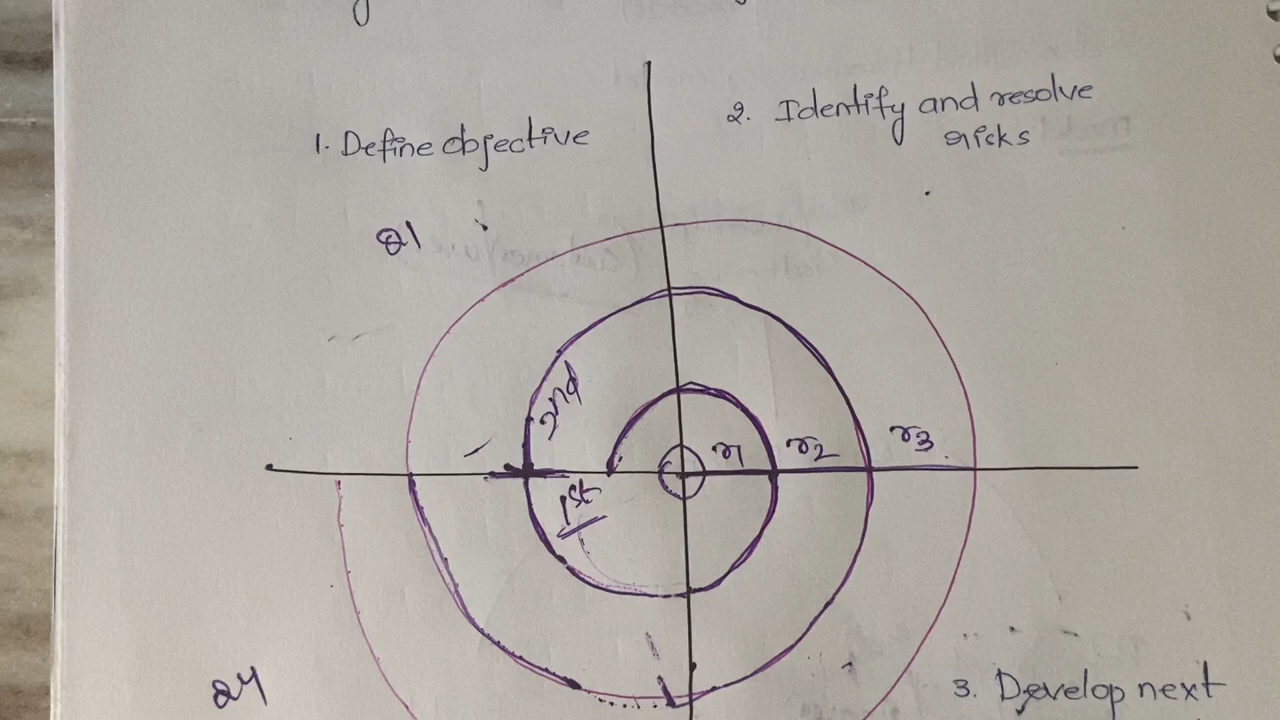 1. Define objective
2. Identify and resolve
risks
Q1
2nd
r1
r2
r3
1st
Q4
3. Develop next